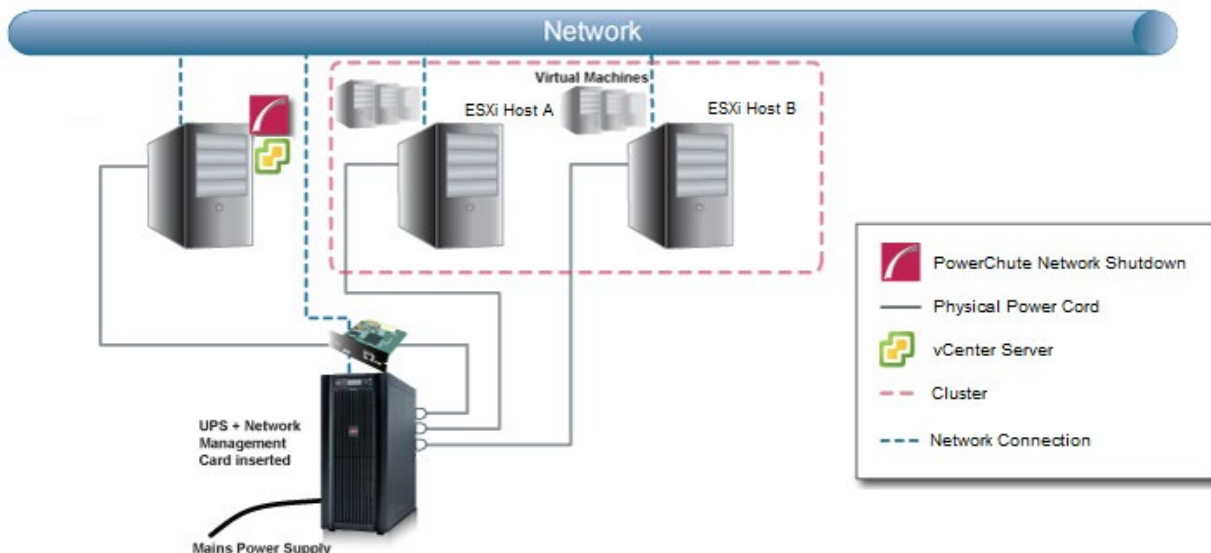 Network
Virtual Machines
ESXi Host A
ESXi Host B
PowerChute Network Shutdown
Physical Power Cord
vCenter Server
Cluster
Network Connection
UPS + Network
Management
Card inserted
Mains Power Supply